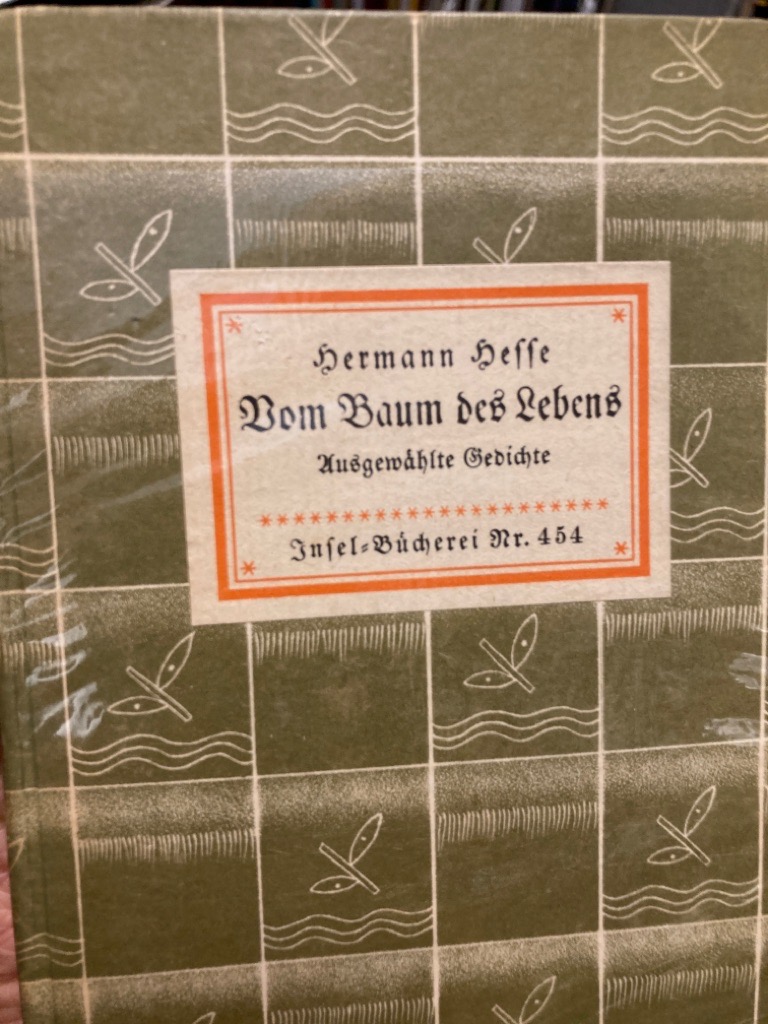 Hermann Hesse
Vom Baum des Lebens
Ausgewählte Gedichte
Insel-Bücherei Nr. 454